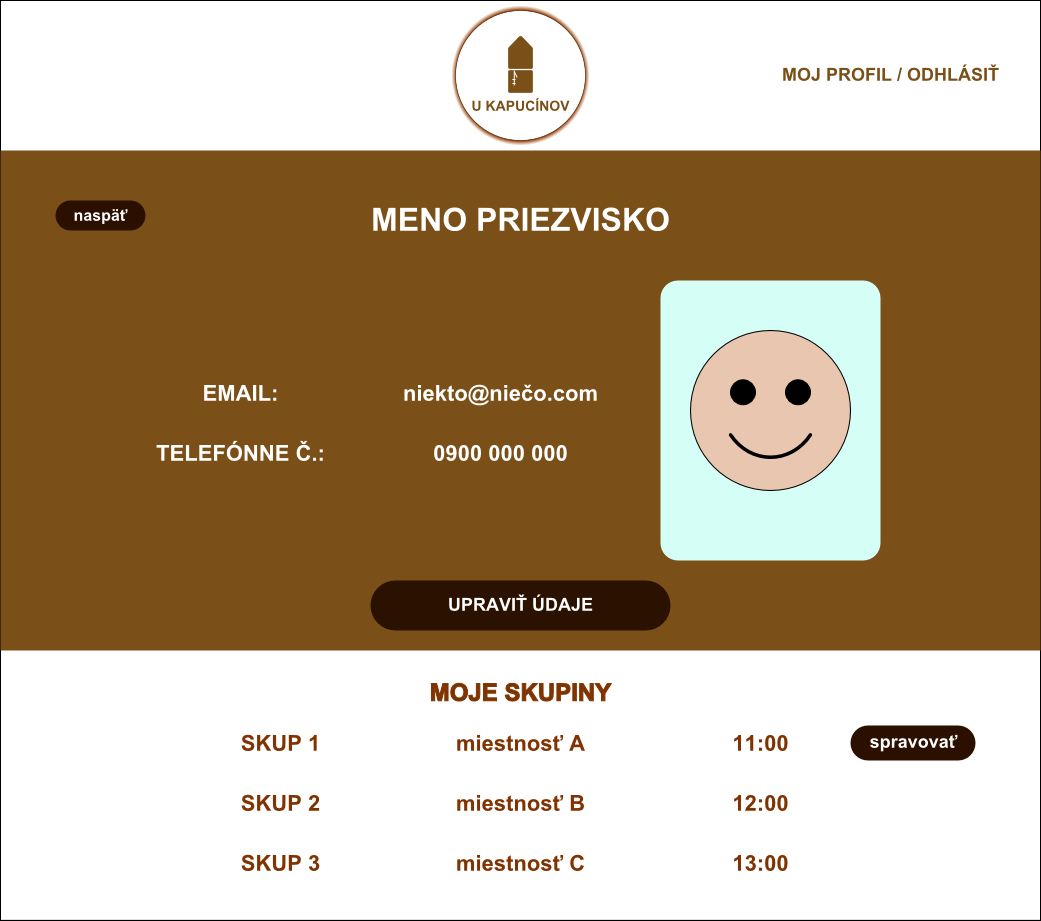 U KAPUCÍNOV
MOJ PROFIL / ODHLÁSIŤ
naspäť
MENO PRIEZVISKO
EMAIL: niekto@niečo.com
TELEFÓNNE Č.: 0900 000 000
UPRAVIŤ ÚDAJE
MOJE SKUPINY
SKUP 1 miestnosť A 11:00 spravovať
SKUP 2 miestnosť B 12:00
SKUP 3 miestnosť C 13:00